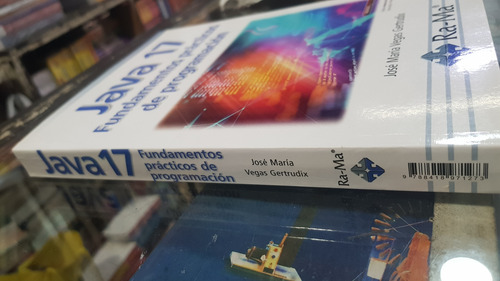 Java 17
Fundamentos prácticos
de programación
José María Vegas Gertrudix
Ra-Ma®
Java 17
Fundamentos
prácticos de
programación
José María
Vegas Gertrudix
Ra-Ma®